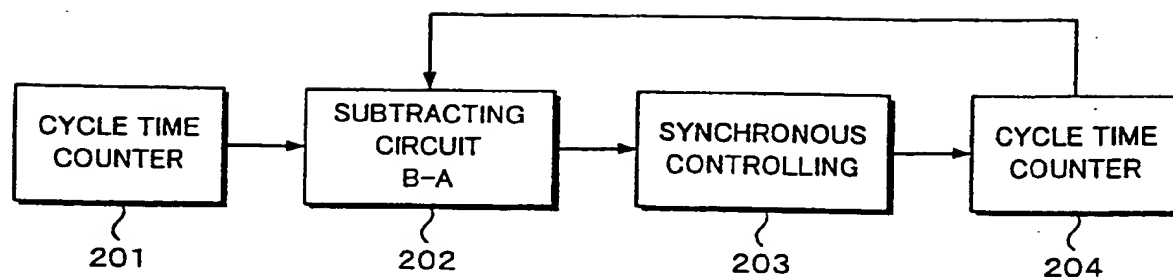 CYCLE TIME
COUNTER
SUBTRACTING
CIRCUIT
B-A
SYNCHRONOUS
CONTROLLING
CYCLE TIME
COUNTER
201
202
203
204